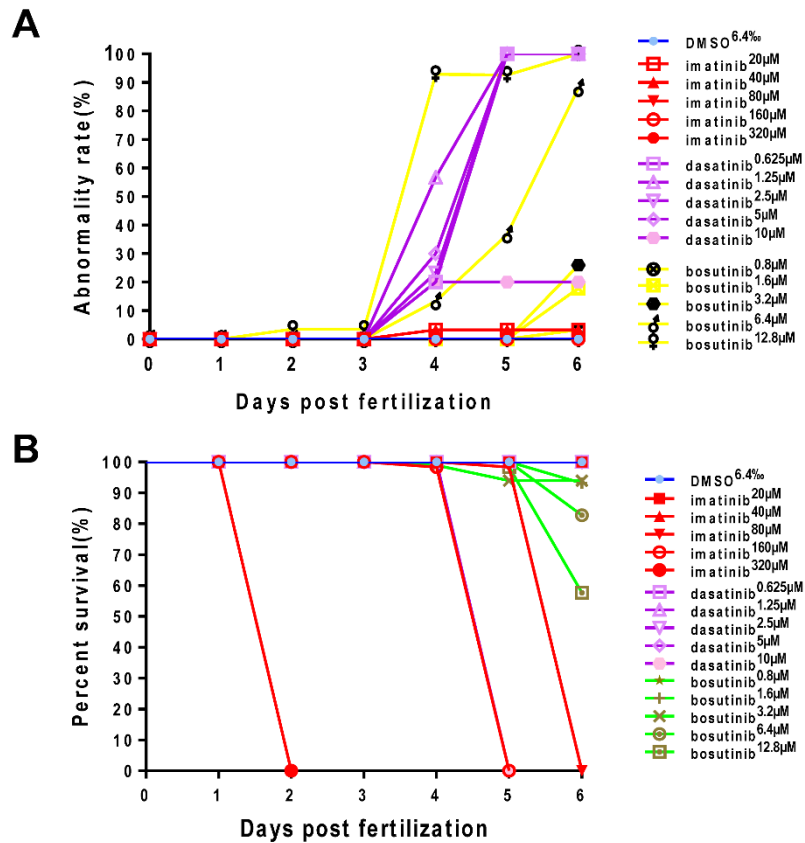 A
Abnormality rate(%)
100
90
80
70
60
50
40
30
20
10
0
0 1 2 3 4 5 6
Days post fertilization
DMSO6.4‰
imatinib20μM
imatinib40μM
imatinib80μM
imatinib160μM
imatinib320μM
dasatinib0.625μM
dasatinib1.25μM
dasatinib2.5μM
dasatinib5μM
dasatinib10μM
bosutinib0.8μM
bosutinib1.6μM
bosutinib3.2μM
bosutinib6.4μM
bosutinib12.8μM
B
Percent survival(%)
100
90
80
70
60
50
40
30
20
10
0
0 1 2 3 4 5 6
Days post fertilization
DMSO6.4‰
imatinib20μM
imatinib40μM
imatinib80μM
imatinib160μM
imatinib320μM
dasatinib0.625μM
dasatinib1.25μM
dasatinib2.5μM
dasatinib5μM
dasatinib10μM
bosutinib0.8μM
bosutinib1.6μM
bosutinib3.2μM
bosutinib6.4μM
bosutinib12.8μM